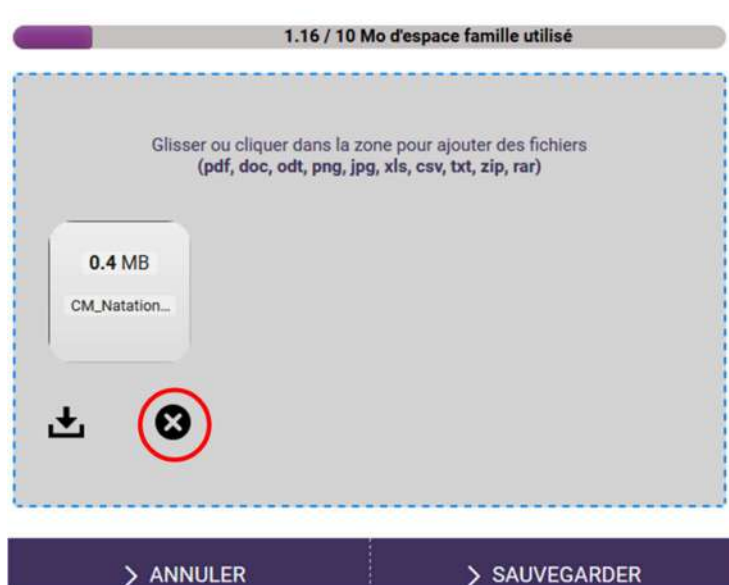 1.16 / 10 Mo d'espace famille utilisé
Glisser ou cliquer dans la zone pour ajouter des fichiers
(pdf, doc, odt, png, jpg, xls, csv, txt, zip, rar)
0.4 MB
CM_Natation...
> ANNULER
> SAUVEGARDER